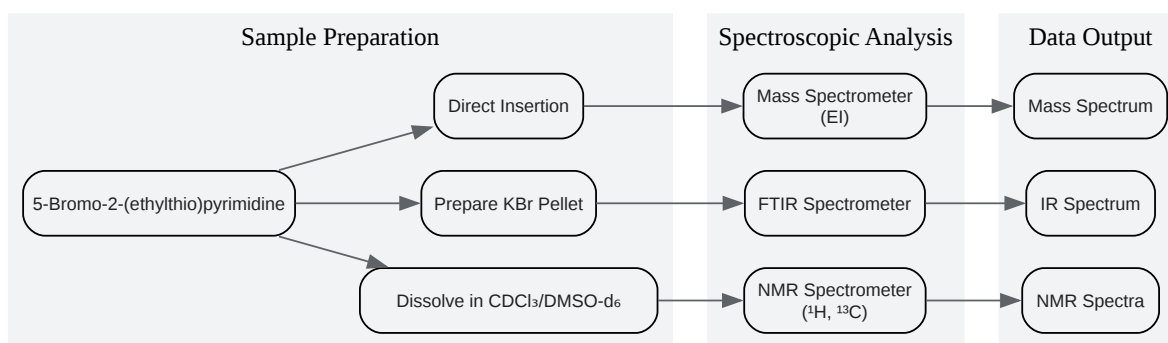 Sample Preparation
Spectroscopic Analysis
Data Output
Direct Insertion
Mass Spectrometer
(EI)
Mass Spectrum
5-Bromo-2-(ethylthio)pyrimidine
Prepare KBr Pellet
FTIR Spectrometer
IR Spectrum
Dissolve in CDCl₃/DMSO-d₆
NMR Spectrometer
(¹H, ¹³C)
NMR Spectra